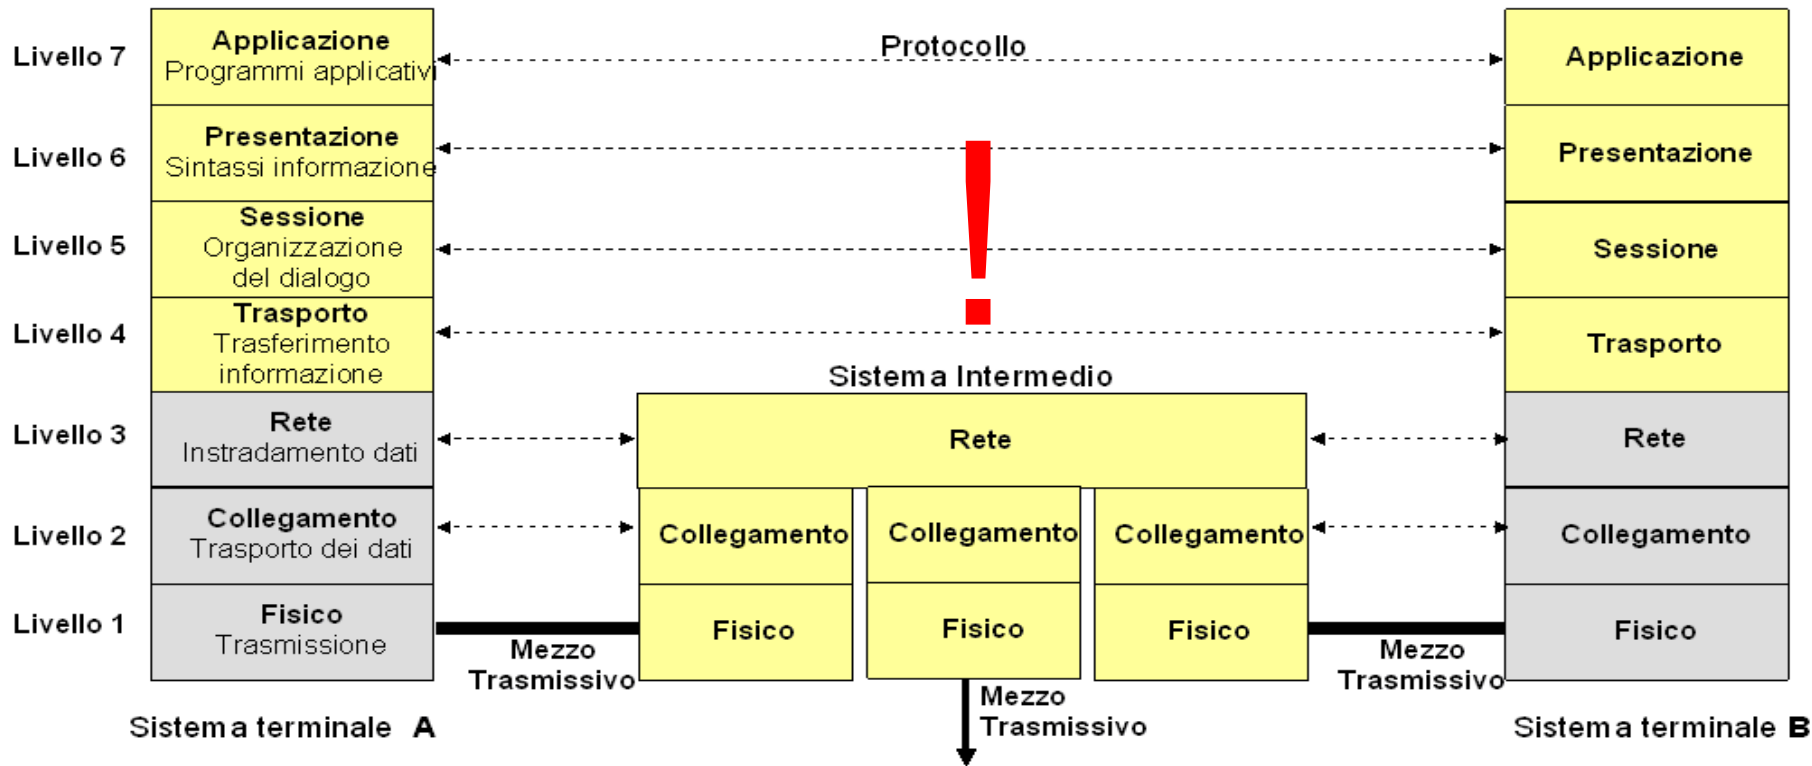 Livello 7
Applicazione
Programmi applicativi
Protocollo
Applicazione
Livello 6
Presentazione
Sintassi informazione
!
Presentazione
Livello 5
Sessione
Organizzazione
del dialogo
Sessione
Livello 4
Trasporto
Trasferimento
informazione
Trasporto
Sistema Intermedio
Livello 3
Rete
Instradamento dati
Rete
Rete
Livello 2
Collegamento
Trasporto dei dati
Collegamento
Collegamento
Collegamento
Collegamento
Livello 1
Fisico
Trasmissione
Mezzo
Trasmissivo
Fisico
Fisico
Fisico
Mezzo
Trasmissivo
Fisico
Mezzo
Trasmissivo
Sistema terminale A
Sistema terminale B